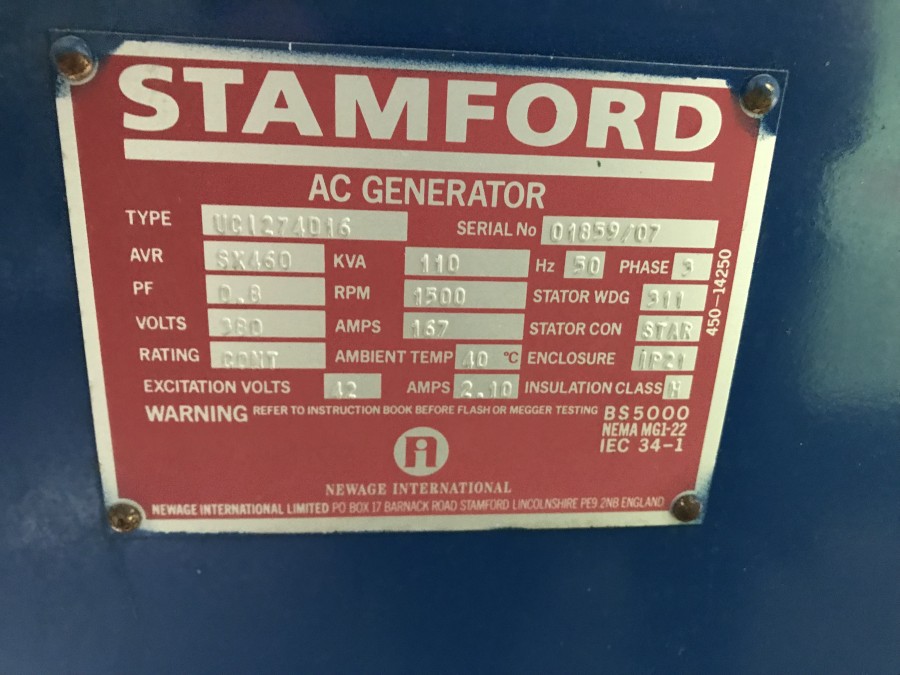 STAMFORD
AC GENERATOR
TYPE UCI274D16 SERIAL No 01859/07
AVR SX460 KVA 110 Hz 50 PHASE 3
PF 0.8 RPM 1500 STATOR WDG 311
VOLTS 380 AMPS 167 STATOR CON STAR
RATING CONT AMBIENT TEMP 40 °C ENCLOSURE IP21
EXCITATION VOLTS 42 AMPS 2.10 INSULATION CLASS H
450-14250
WARNING REFER TO INSTRUCTION BOOK BEFORE FLASH OR MEGGER TESTING BS5000
NEMA MG1-22
IEC 34-1
NEWAGE INTERNATIONAL
NEWAGE INTERNATIONAL LIMITED PO BOX 17 BARNACK ROAD STAMFORD LINCOLNSHIRE PE9 2NB ENGLAND